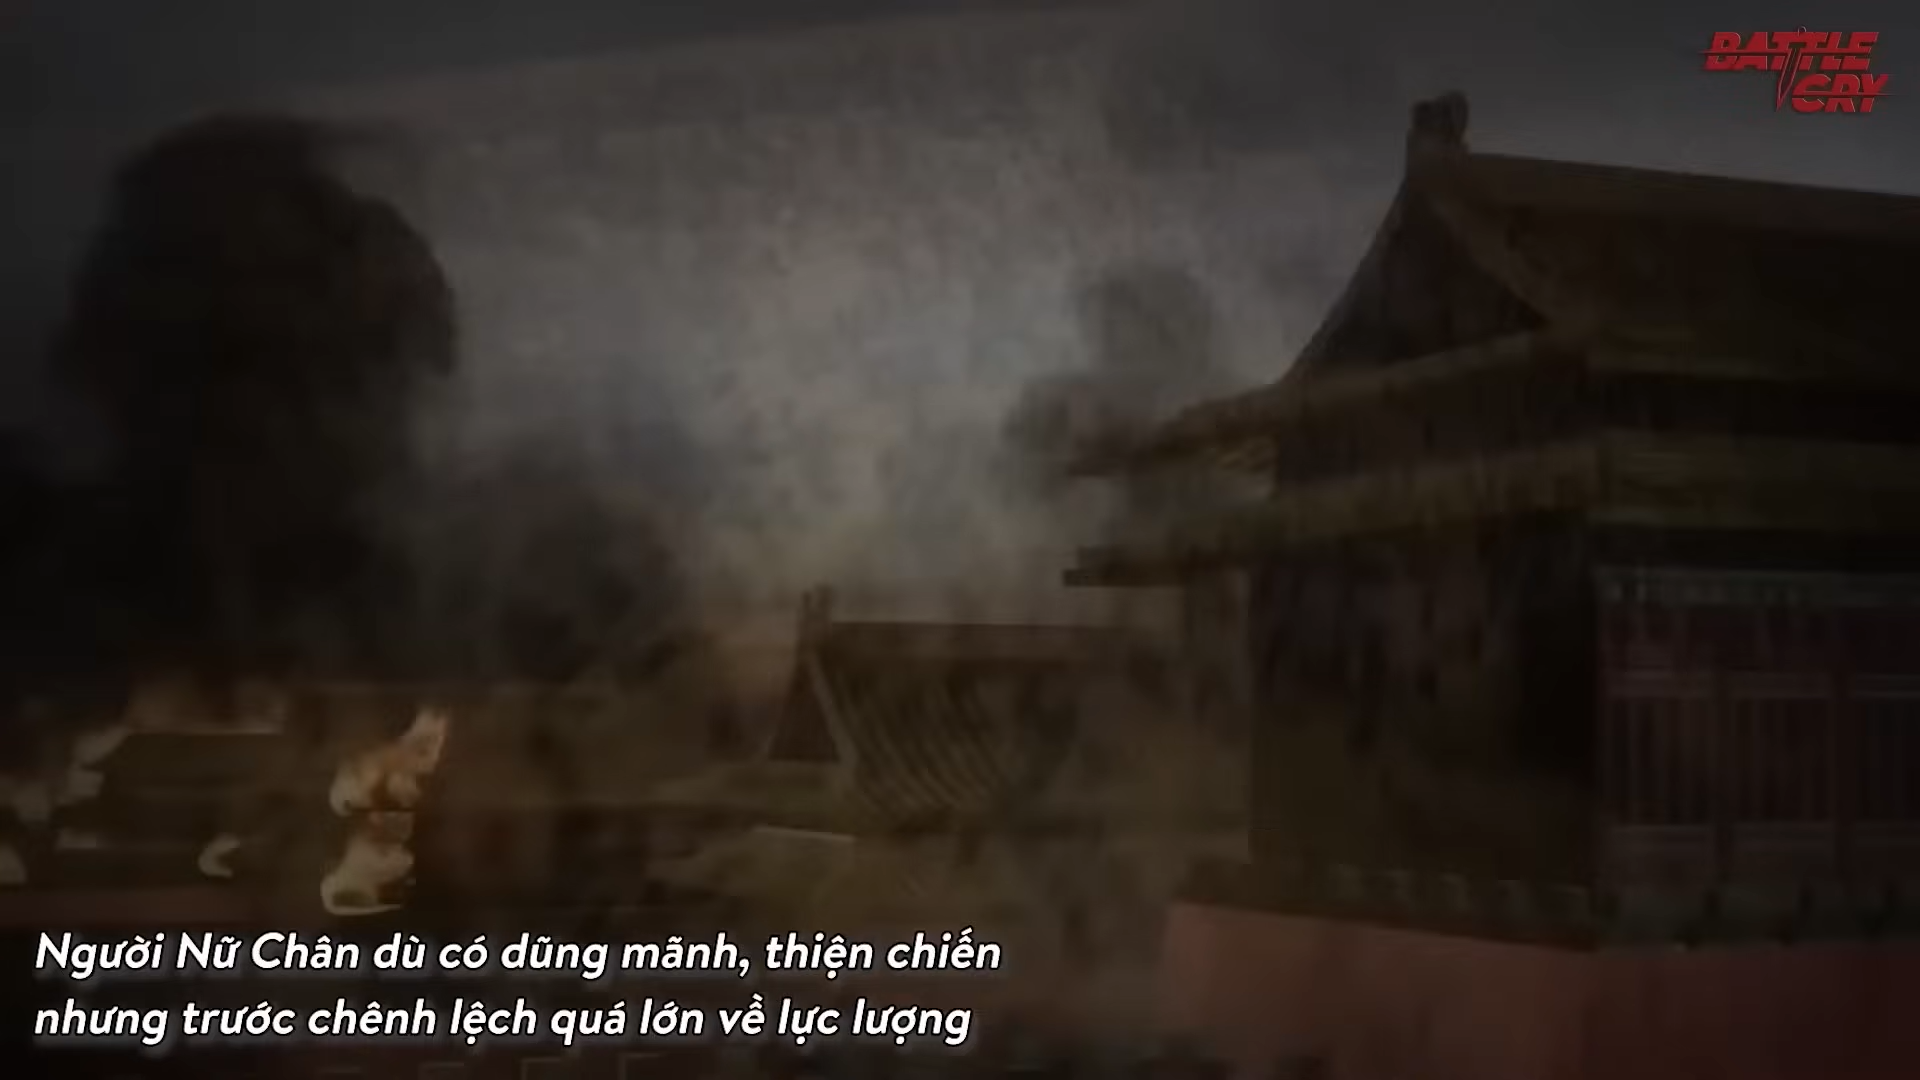 BATTLE
CRY
Người Nữ Chân dù có dũng mãnh, thiện chiến
nhưng trước chênh lệch quá lớn về lực lượng